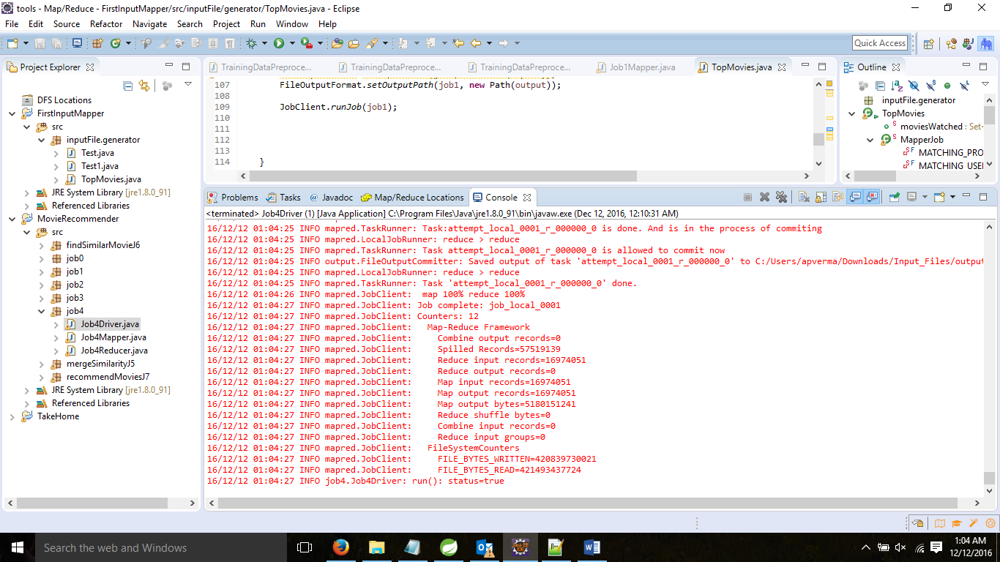 tools - Map/Reduce - FirstInputMapper/src/inputFile/generator/TopMovies.java - Eclipse
File Edit Source Refactor Navigate Search Project Run Window Help
Quick Access
Project Explorer
DFS Locations
FirstInputMapper
src
inputFile.generator
Test.java
Test1.java
TopMovies.java
JRE System Library [jre1.8.0_91]
Referenced Libraries
MovieRecommender
src
findSimilarMovieJ6
job0
job1
job2
job3
job4
Job4Driver.java
Job4Mapper.java
Job4Reducer.java
mergeSimilarityJ5
recommendMoviesJ7
JRE System Library [jre1.8.0_91]
Referenced Libraries
TakeHome
TrainingDataPreproce... TrainingDataPreproce... TrainingDataPreproce... Job1Mapper.java TopMovies.java
107 FileOutputFormat.setOutputPath(job1, new Path(output));
108
109 JobClient.runJob(job1);
110
111
112
113
114 }
Outline
inputFile.generator
TopMovies
moviesWatched : Set
MapperJob
MATCHING_PRO
MATCHING_USE
Problems Tasks @ Javadoc Map/Reduce Locations Console
<terminated> Job4Driver (1) [Java Application] C:\Program Files\Java\jre1.8.0_91\bin\javaw.exe (Dec 12, 2016, 12:10:31 AM)
16/12/12 01:04:25 INFO mapred.TaskRunner: Task:attempt_local_0001_r_000000_0 is done. And is in the process of commiting
16/12/12 01:04:25 INFO mapred.LocalJobRunner: reduce > reduce
16/12/12 01:04:25 INFO mapred.TaskRunner: Task attempt_local_0001_r_000000_0 is allowed to commit now
16/12/12 01:04:25 INFO output.FileOutputCommitter: Saved output of task 'attempt_local_0001_r_000000_0' to C:/Users/apverma/Downloads/Input_Files/output
16/12/12 01:04:25 INFO mapred.LocalJobRunner: reduce > reduce
16/12/12 01:04:25 INFO mapred.TaskRunner: Task 'attempt_local_0001_r_000000_0' done.
16/12/12 01:04:26 INFO mapred.JobClient: map 100% reduce 100%
16/12/12 01:04:27 INFO mapred.JobClient: Job complete: job_local_0001
16/12/12 01:04:27 INFO mapred.JobClient: Counters: 12
16/12/12 01:04:27 INFO mapred.JobClient: Map-Reduce Framework
16/12/12 01:04:27 INFO mapred.JobClient: Combine output records=0
16/12/12 01:04:27 INFO mapred.JobClient: Spilled Records=57519139
16/12/12 01:04:27 INFO mapred.JobClient: Reduce input records=16974051
16/12/12 01:04:27 INFO mapred.JobClient: Reduce output records=0
16/12/12 01:04:27 INFO mapred.JobClient: Map input records=16974051
16/12/12 01:04:27 INFO mapred.JobClient: Map output records=16974051
16/12/12 01:04:27 INFO mapred.JobClient: Map output bytes=5180151241
16/12/12 01:04:27 INFO mapred.JobClient: Reduce shuffle bytes=0
16/12/12 01:04:27 INFO mapred.JobClient: Combine input records=0
16/12/12 01:04:27 INFO mapred.JobClient: Reduce input groups=0
16/12/12 01:04:27 INFO mapred.JobClient: FileSystemCounters
16/12/12 01:04:27 INFO mapred.JobClient: FILE_BYTES_WRITTEN=420839730021
16/12/12 01:04:27 INFO mapred.JobClient: FILE_BYTES_READ=421493437724
16/12/12 01:04:27 INFO job4.Job4Driver: run(): status=true
Search the web and Windows
1:04 AM
12/12/2016